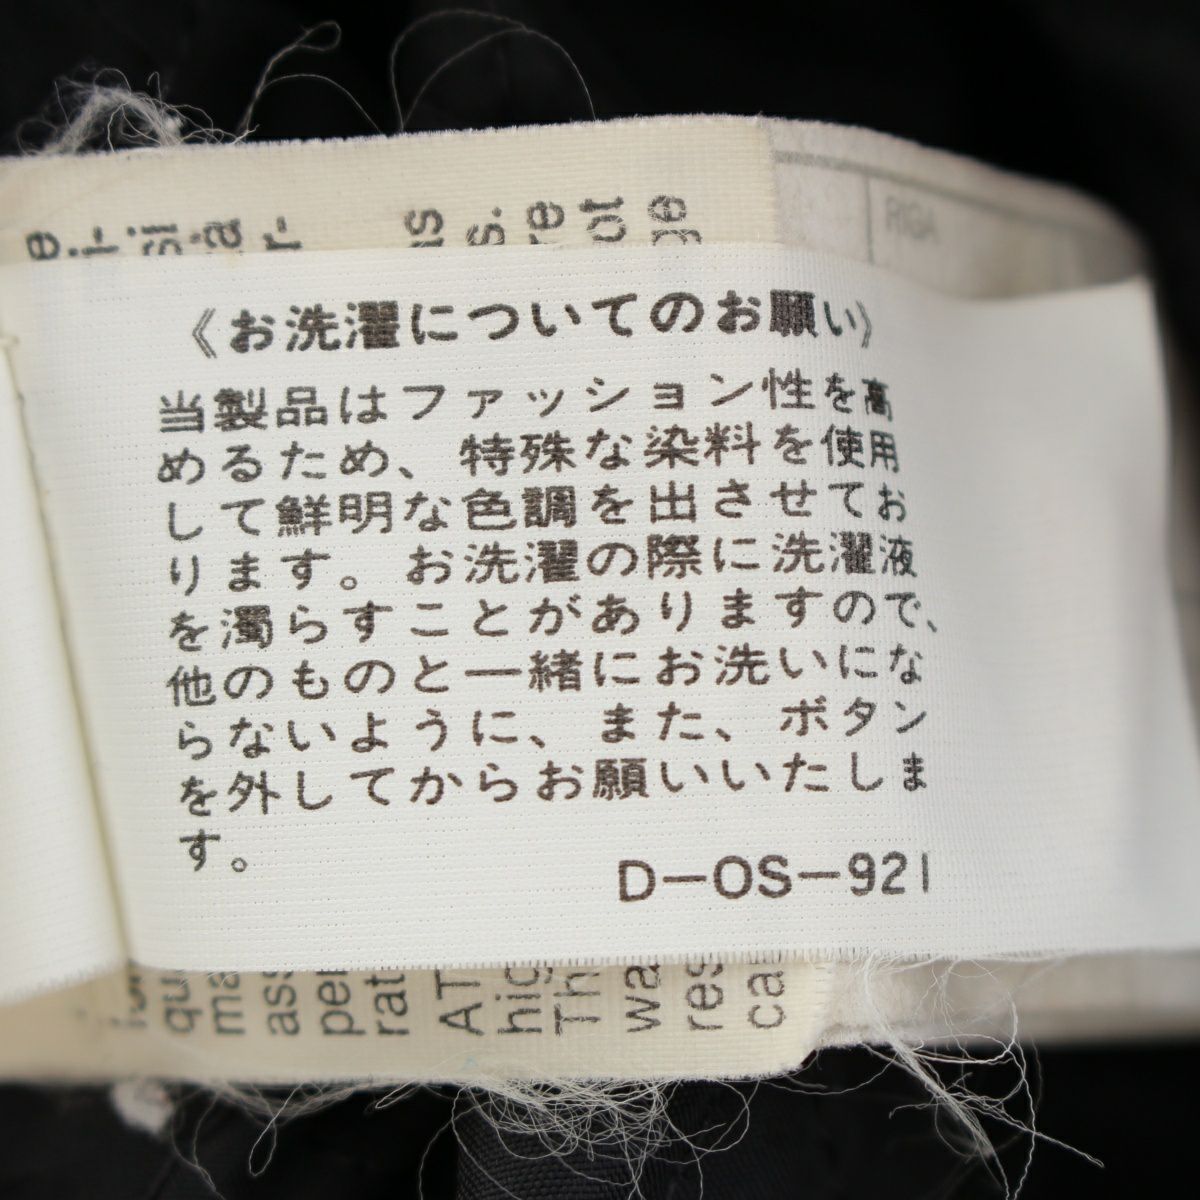 RIGA
《お洗濯についてのお願い》
当製品はファッション性を高
めるため、特殊な染料を使用
して鮮明な色調を出させてお
ります。お洗濯の際に洗濯液
を濁らすことがありますので、
他のものと一緒にお洗いにな
らないように、また、ボタン
を外してからお願いいたしま
す。
D-OS-921